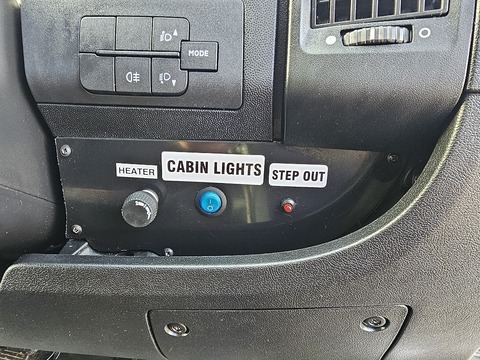 MODE
HEATER
CABIN LIGHTS
STEP OUT